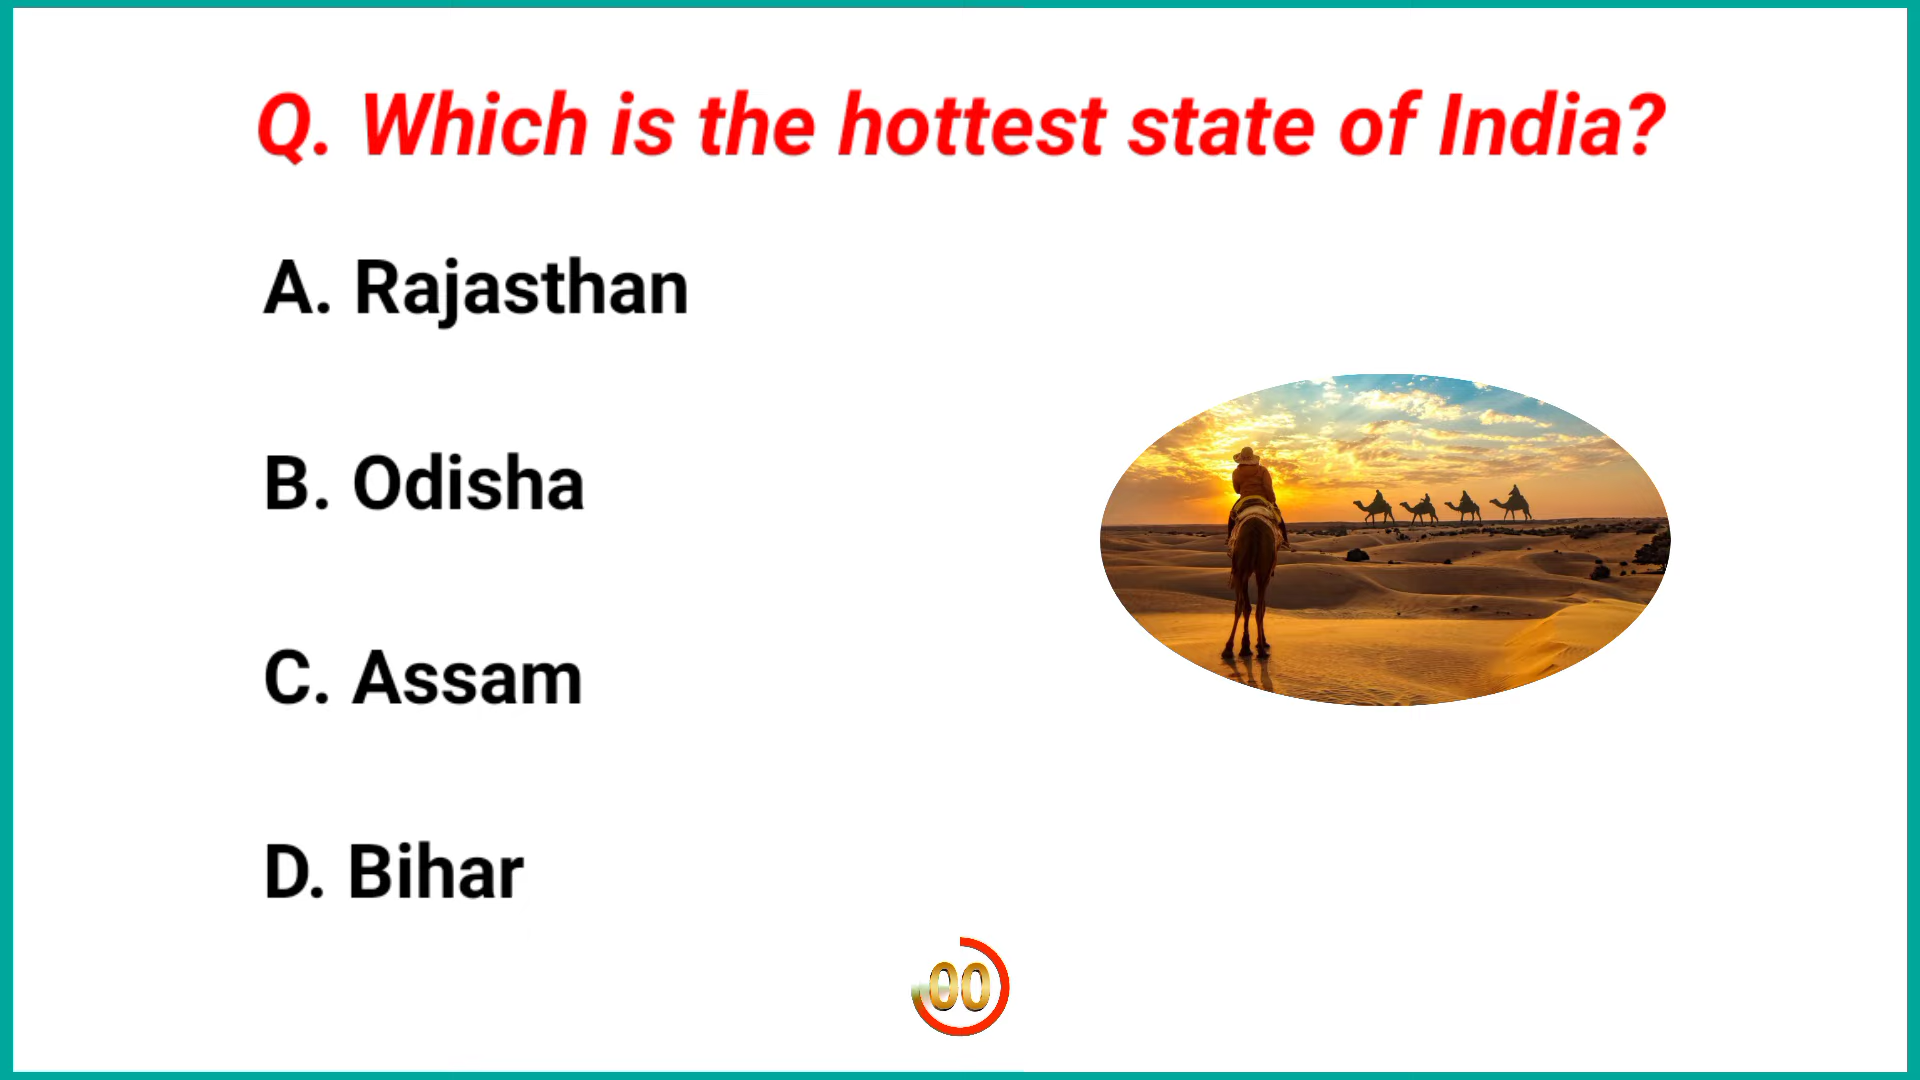 Q. Which is the hottest state of India?
A. Rajasthan
B. Odisha
C. Assam
D. Bihar
00